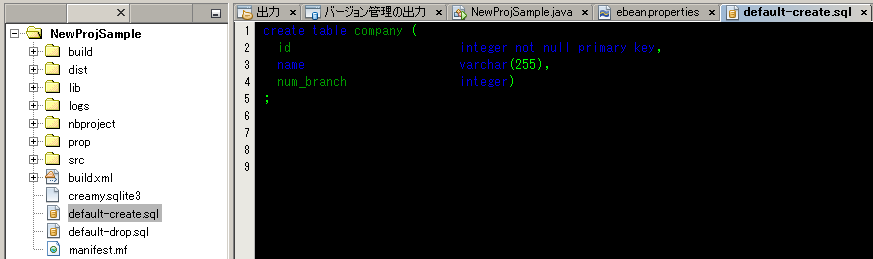 出力
バージョン管理の出力
NewProjSample.java
ebean.properties
default-create.sql
NewProjSample
build
dist
lib
logs
nbproject
prop
src
build.xml
creamy.sqlite3
default-create.sql
default-drop.sql
manifest.mf
1 create table company (
2 id integer not null primary key,
3 name varchar(255),
4 num_branch integer)
5 ;
6
7
8
9